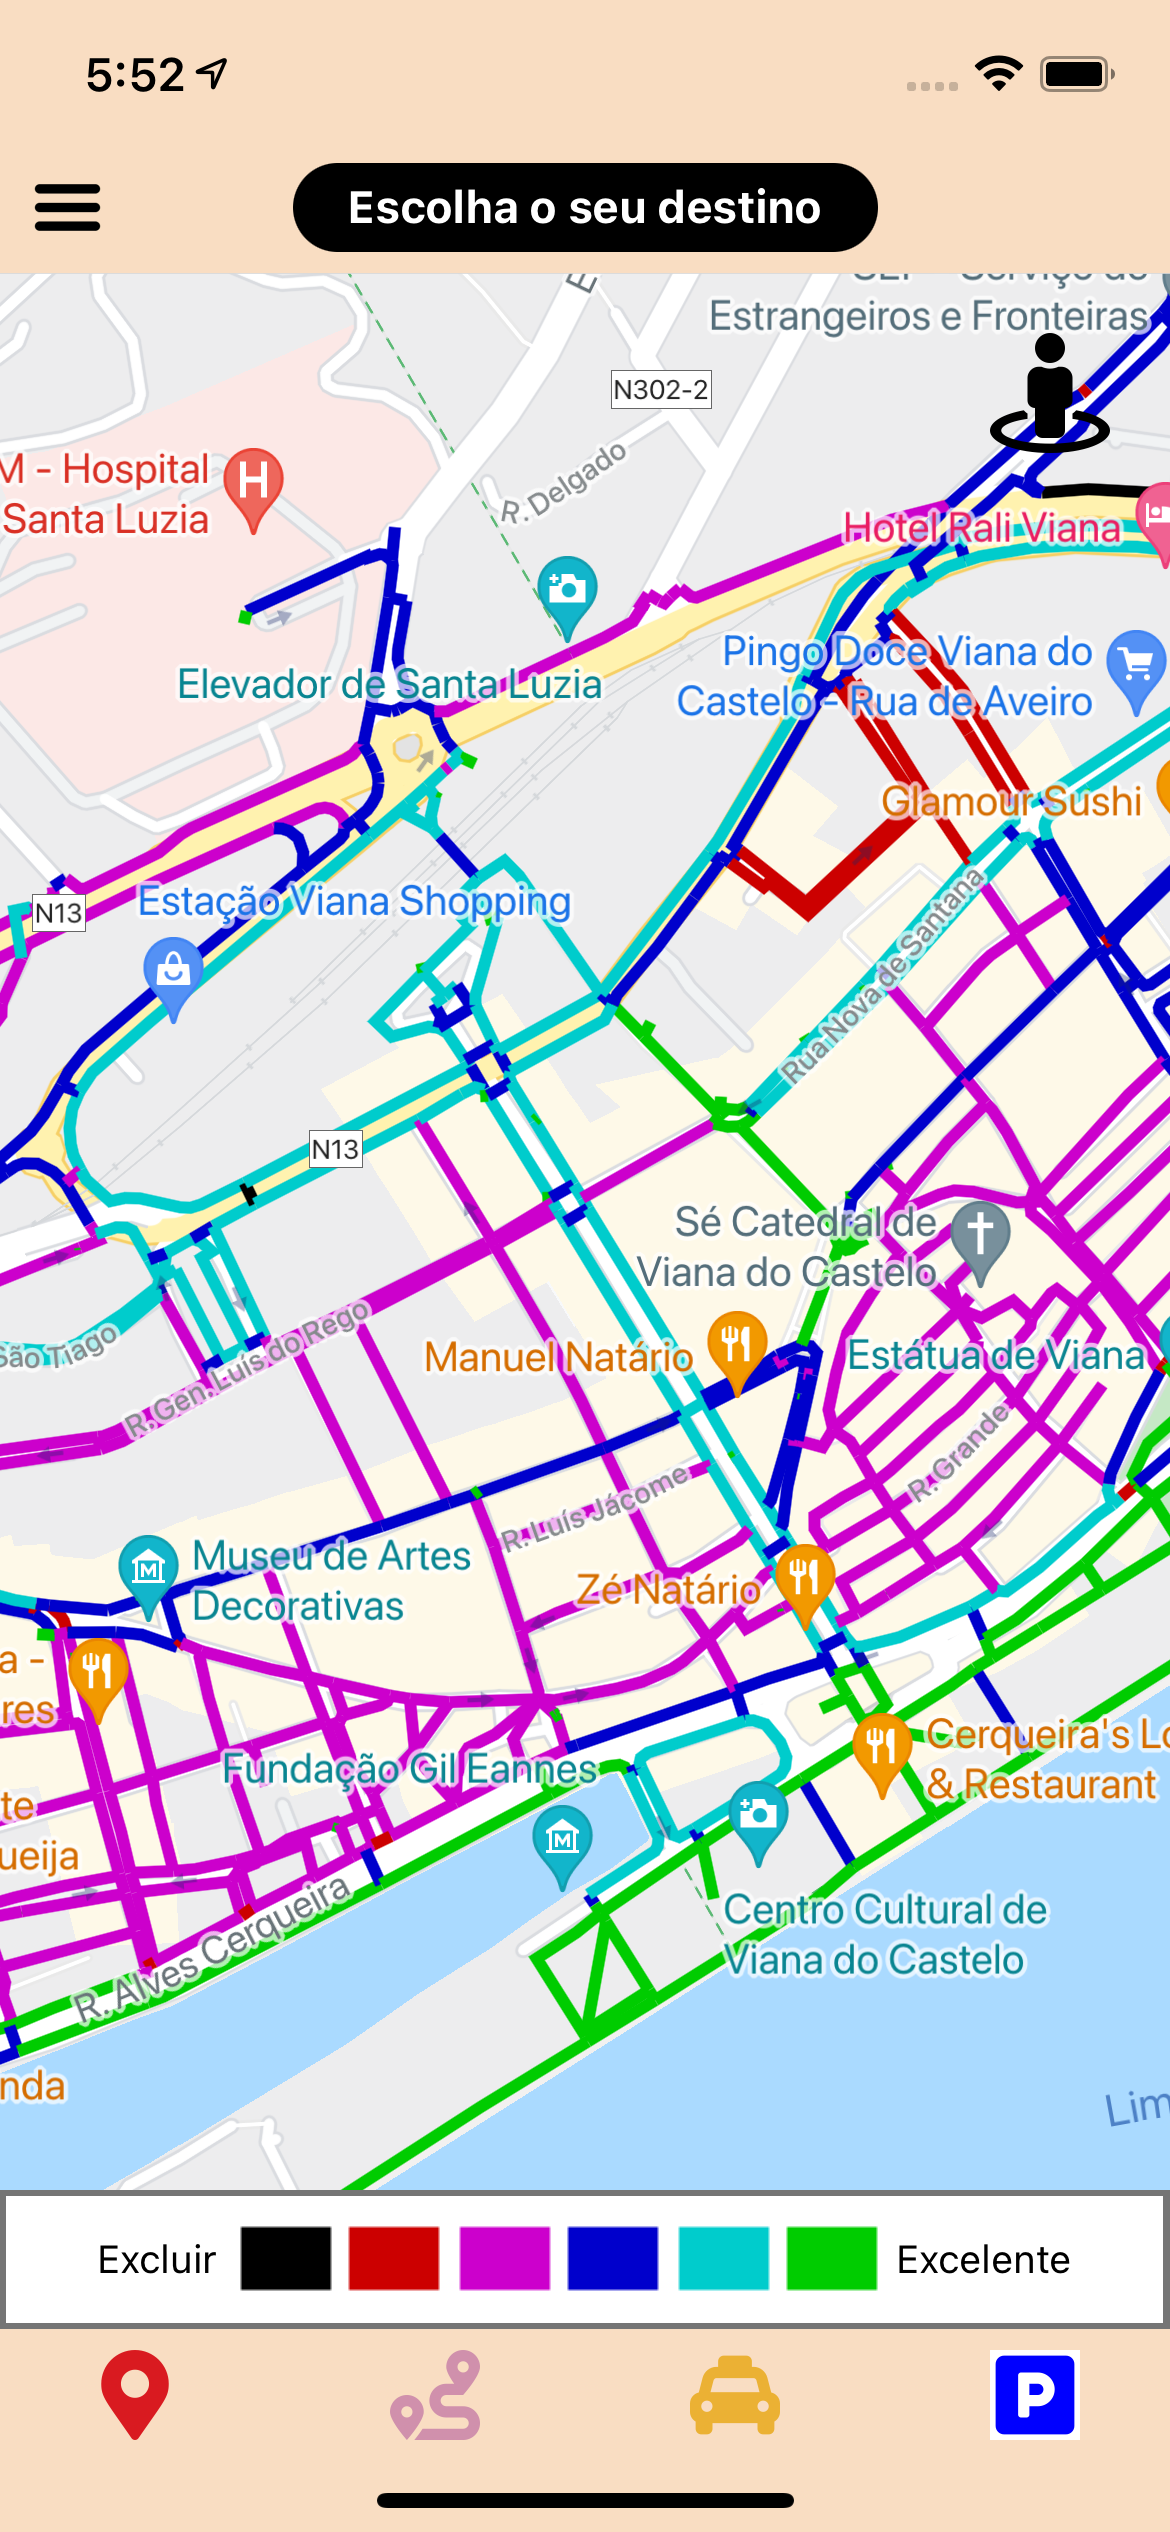 5:52
Escolha o seu destino
Estrangeiros e Fronteiras
N302-2
R. Delgado
M - Hospital
Santa Luzia
H
Hotel Rali Viana
Pingo Doce Viana do
Castelo - Rua de Aveiro
Elevador de Santa Luzia
Glamour Sushi
N13
Estação Viana Shopping
Rua Nova de Santana
N13
Sé Catedral de
Viana do Castelo
São Tiago
R. Gen. Luís do Rego
Manuel Natário
Estátua de Viana
R. Grande
R. Luís Jácome
Museu de Artes
Decorativas
M
Zé Natário
a -
res
Cerqueira's Lo
& Restaurant
Fundação Gil Eannes
M
te
ueija
R. Alves Cerqueira
Centro Cultural de
Viana do Castelo
nda
Lim
Excluir
Excelente
P